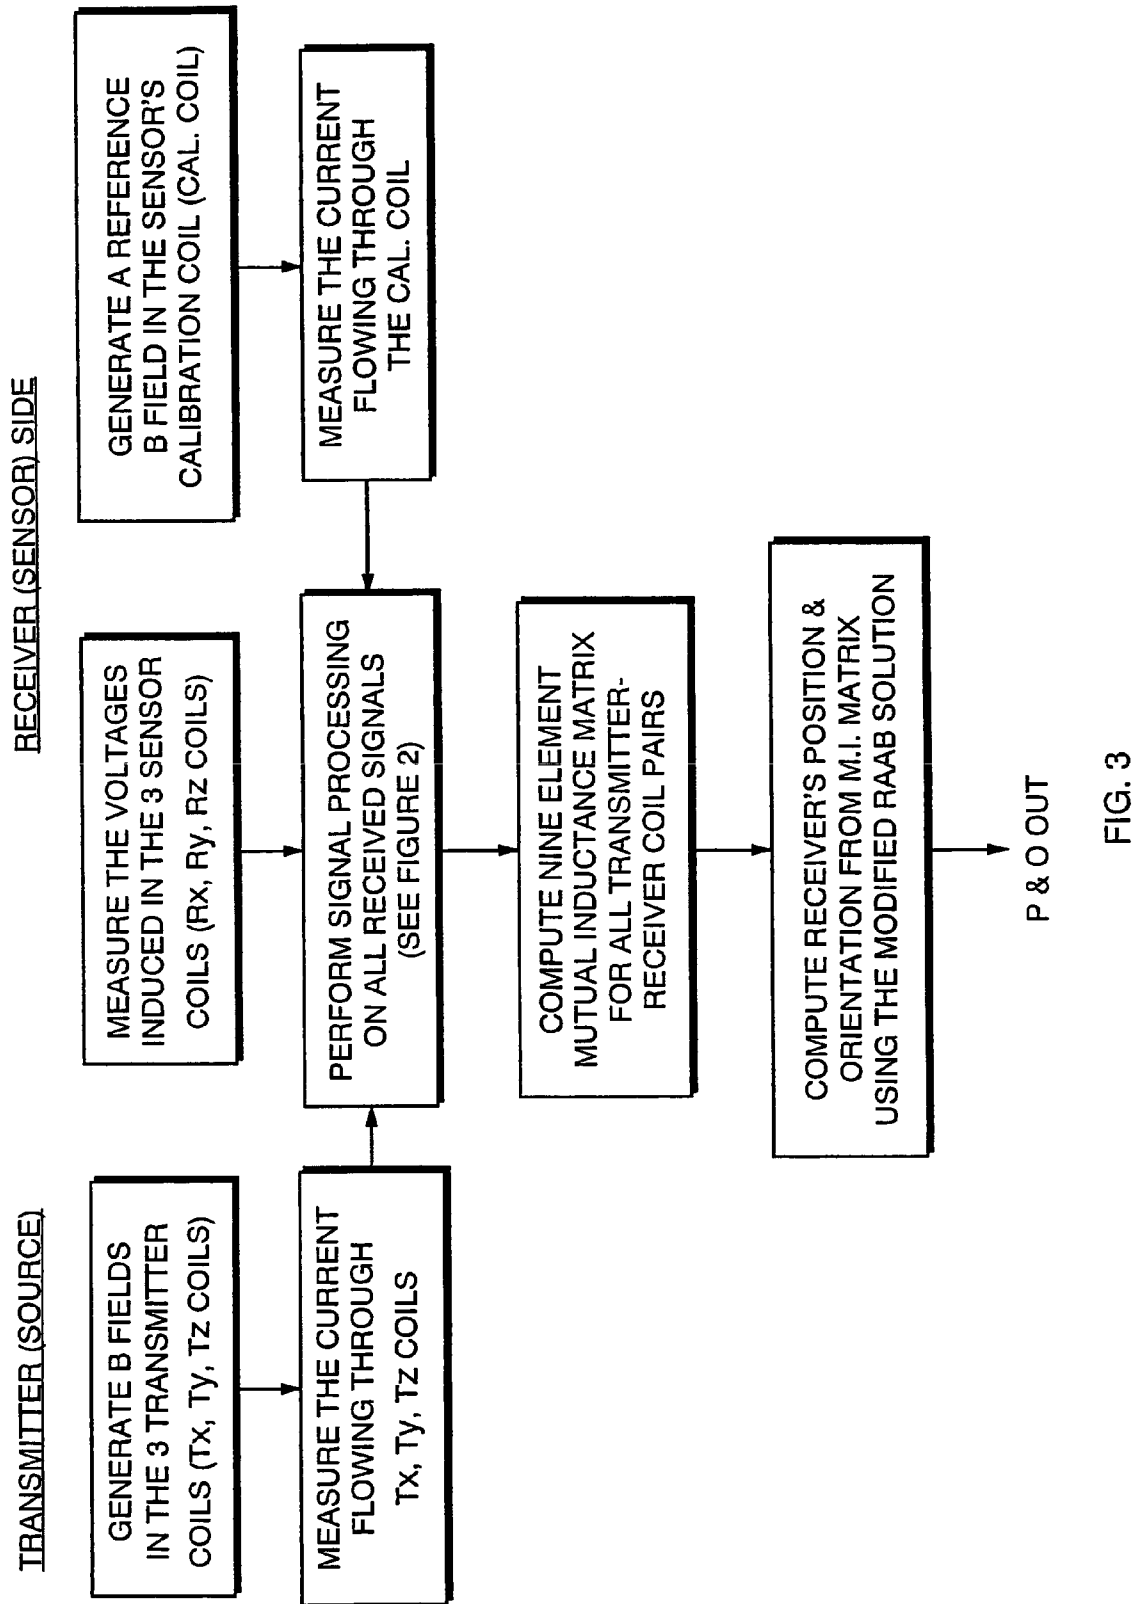 TRANSMITTER (SOURCE)
RECEIVER (SENSOR) SIDE
GENERATE B FIELDS
IN THE 3 TRANSMITTER
COILS (Tx, Ty, Tz COILS)
MEASURE THE VOLTAGES
INDUCED IN THE 3 SENSOR
COILS (Rx, Ry, Rz COILS)
GENERATE A REFERENCE
B FIELD IN THE SENSOR'S
CALIBRATION COIL (CAL. COIL)
MEASURE THE CURRENT
FLOWING THROUGH
Tx, Ty, Tz COILS
PERFORM SIGNAL PROCESSING
ON ALL RECEIVED SIGNALS
(SEE FIGURE 2)
MEASURE THE CURRENT
FLOWING THROUGH
THE CAL. COIL
COMPUTE NINE ELEMENT
MUTUAL INDUCTANCE MATRIX
FOR ALL TRANSMITTER-
RECEIVER COIL PAIRS
COMPUTE RECEIVER'S POSITION &
ORIENTATION FROM M.I. MATRIX
USING THE MODIFIED RAAB SOLUTION
P & O OUT
FIG. 3